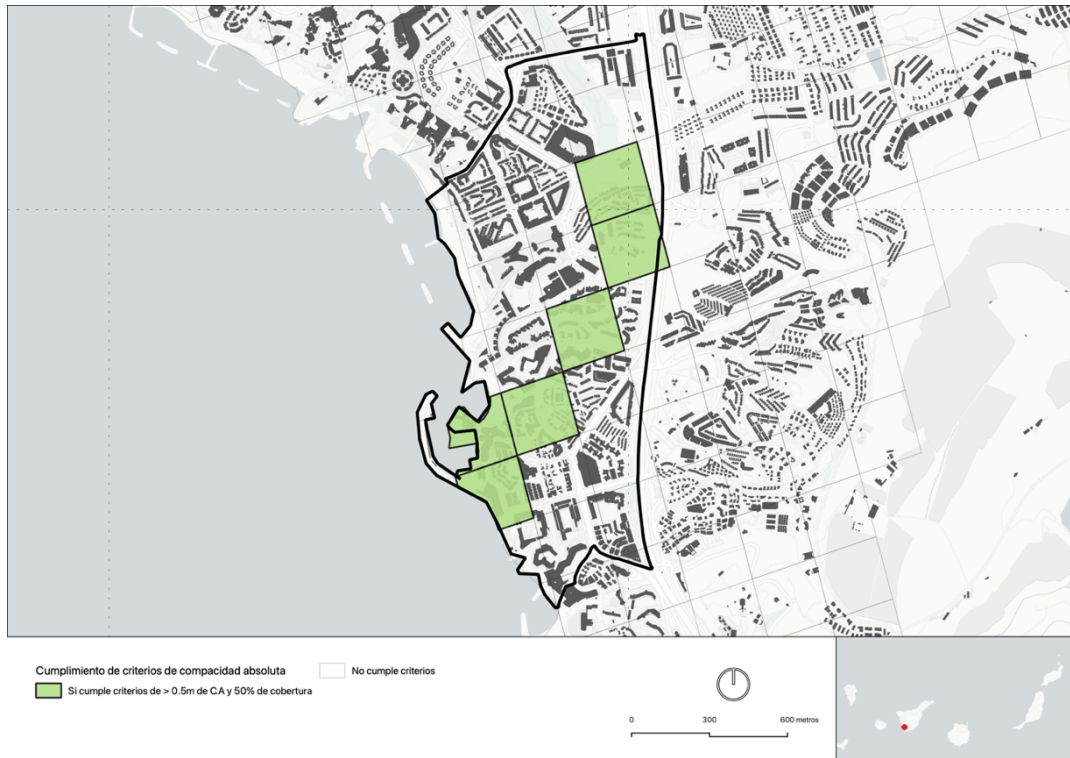 Cumplimiento de criterios de compacidad absoluta
No cumple criterios
Si cumple criterios de > 0.5m de C.A y 50% de cobertura
0 300 600 metros